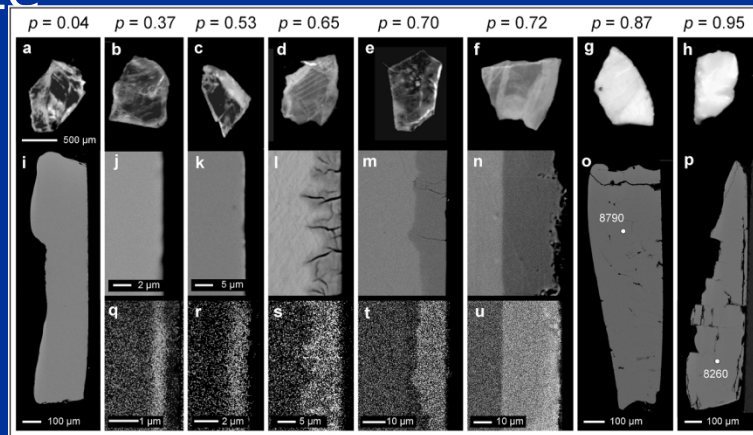 p = 0.04 p = 0.37 p = 0.53 p = 0.65 p = 0.70 p = 0.72 p = 0.87 p = 0.95
a b c d e f g h
500 µm
i j k l m n o p
8790
2 µm 5 µm
q r s t u
8260
100 µm 1 µm 2 µm 5 µm 10 µm 10 µm 100 µm 100 µm